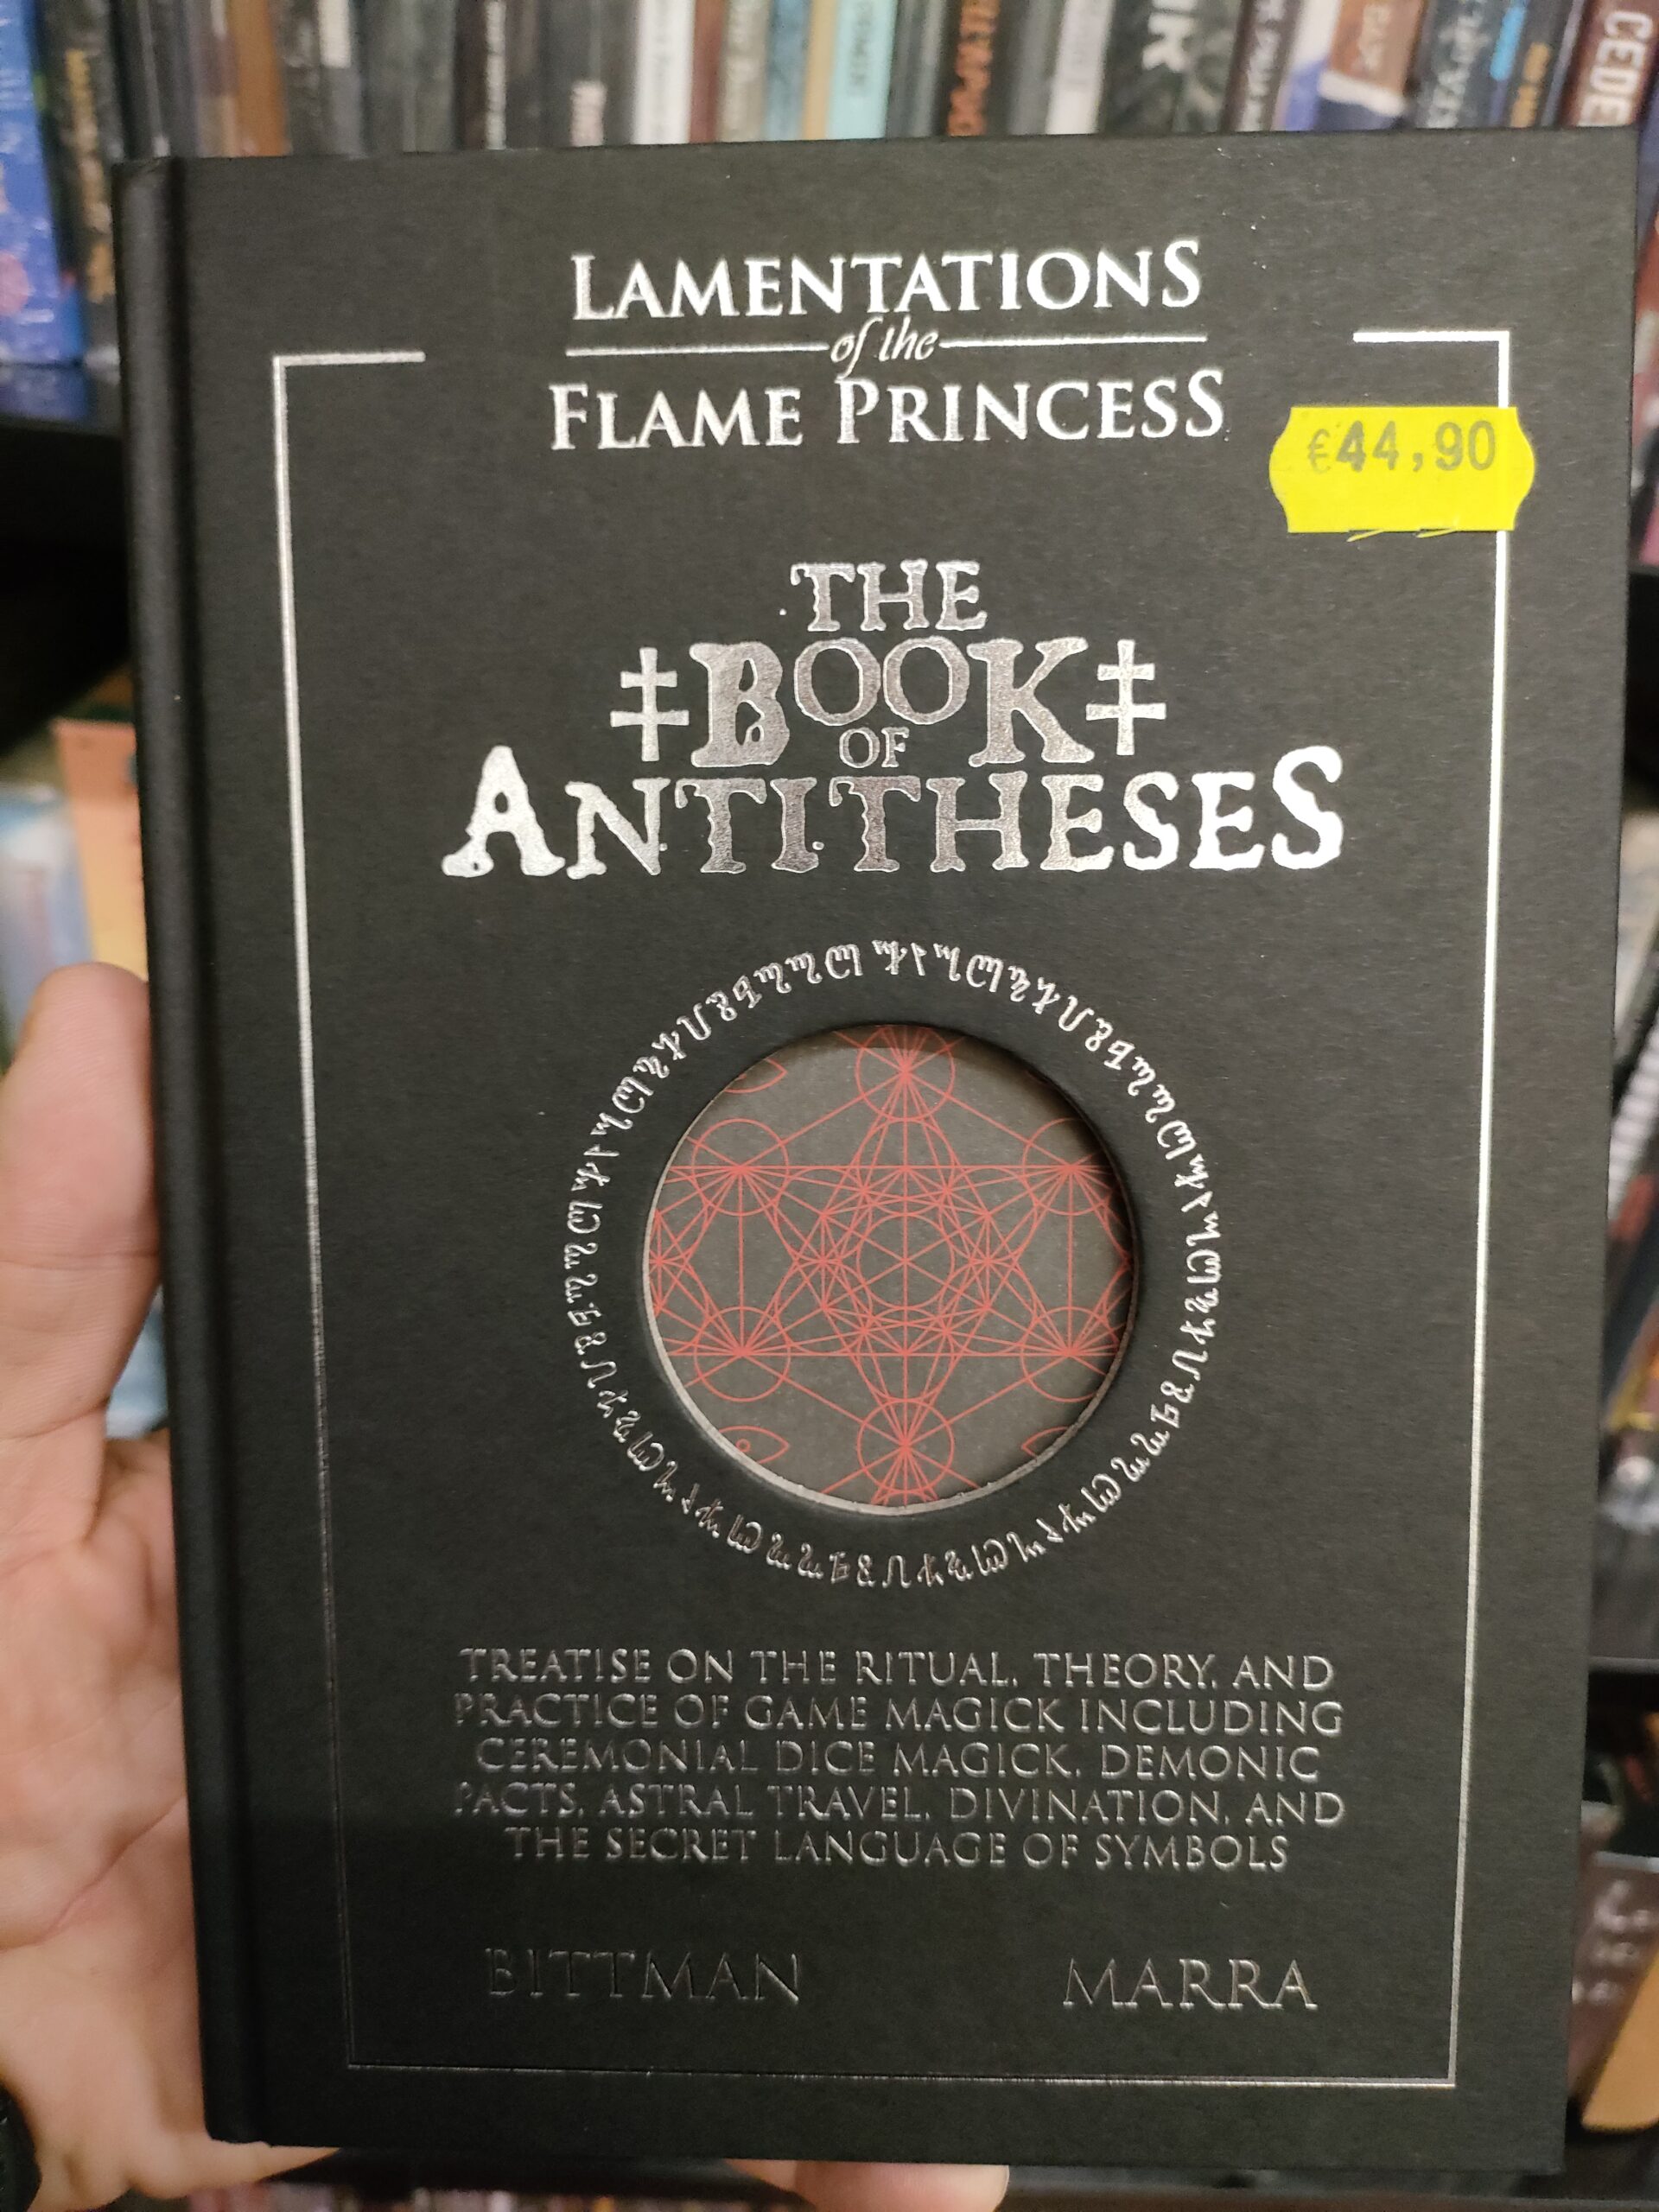 LAMENTATIONS
of the
FLAME PRINCESS
€44,90
THE
‡BOOK‡
OF
ANTITHESES
TREATISE ON THE RITUAL, THEORY, AND
PRACTICE OF GAME MAGICK INCLUDING
CEREMONIAL DICE MAGICK, DEMONIC
PACTS, ASTRAL TRAVEL, DIVINATION, AND
THE SECRET LANGUAGE OF SYMBOLS
BITTMAN MARRA